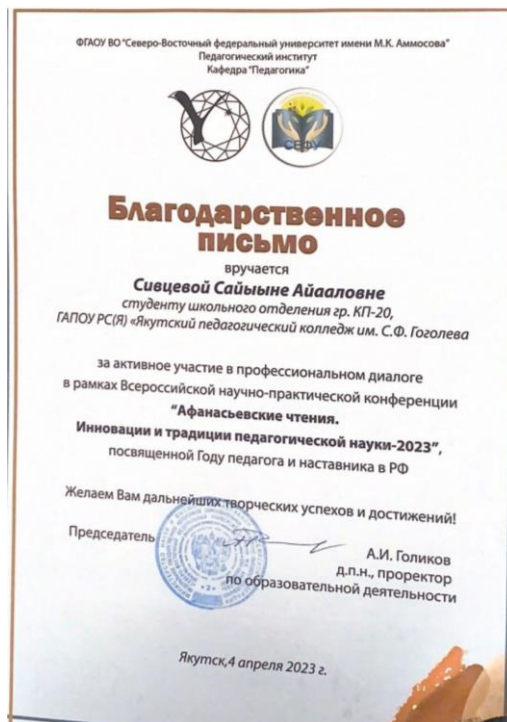 ФГАОУ ВО "Северо-Восточный федеральный университет имени М.К. Аммосова"
Педагогический институт
Кафедра "Педагогика"
СВФУ
Благодарственное
письмо
вручается
Сивцевой Сайыыне Айааловне
студенту школьного отделения гр. КП-20,
ГАПОУ РС(Я) «Якутский педагогический колледж им. С.Ф. Гоголева
за активное участие в профессиональном диалоге
в рамках Всероссийской научно-практической конференции
"Афанасьевские чтения.
Инновации и традиции педагогической науки-2023",
посвященной Году педагога и наставника в РФ
Желаем Вам дальнейших творческих успехов и достижений!
Председатель
А.И. Голиков
д.п.н., проректор
по образовательной деятельности
Якутск,4 апреля 2023 г.